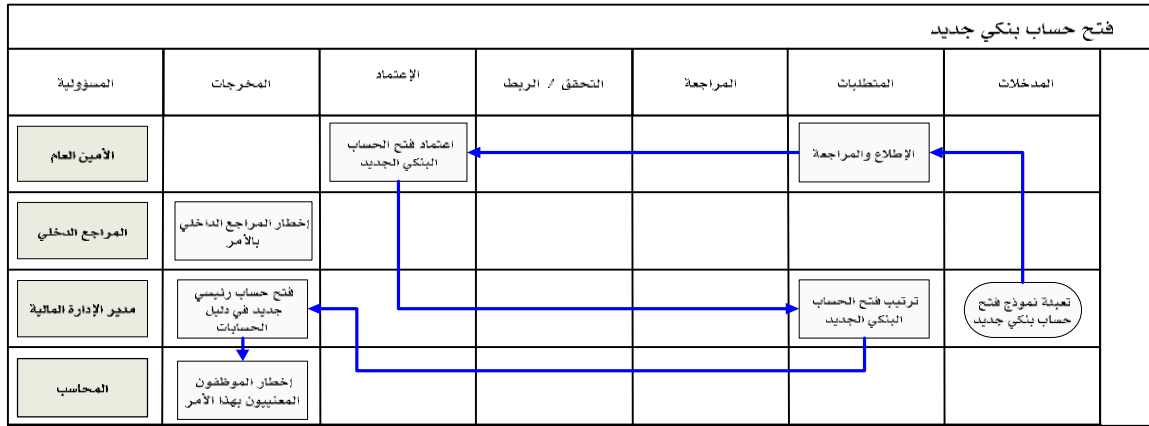 فتح حساب بنكي جديد
المدخلات
المتطلبات
المراجعة
التحقق / الربط
الإعتماد
المخرجات
المسؤولية
الإطلاع والمراجعة
اعتماد فتح الحساب
البنكي الجديد
الأمين العام
إخطار المراجع الداخلي
بالأمر
المراجع الدخلي
تعبئة نموذج فتح
حساب بنكي جديد
ترتيب فتح الحساب
البنكي الجديد
فتح حساب رئيسي
جديد في دليل
الحسابات
مدير الإدارة المالية
إخطار الموظفون
المعنييون بهذا الأمر
المحاسب